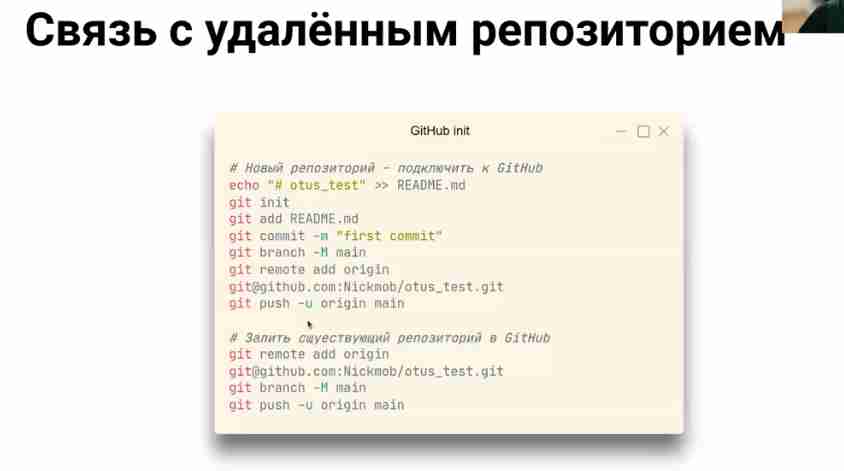 Связь с удалённым репозиторием
GitHub init
# Новый репозиторий - подключить к GitHub
echo "# otus_test" >> README.md
git init
git add README.md
git commit -m "first commit"
git branch -M main
git remote add origin
git@github.com:Nickmob/otus_test.git
git push -u origin main
# Залить сщуествующий репозиторий в GitHub
git remote add origin
git@github.com:Nickmob/otus_test.git
git branch -M main
git push -u origin main